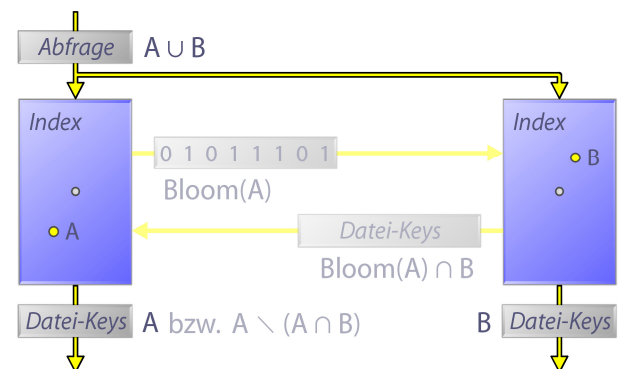 Abfrage A ∪ B
Index Index
0 1 0 1 1 1 0 1 B
Bloom(A)
A Datei-Keys
Bloom(A) ∩ B
Datei-Keys A bzw. A \ (A ∩ B) B Datei-Keys